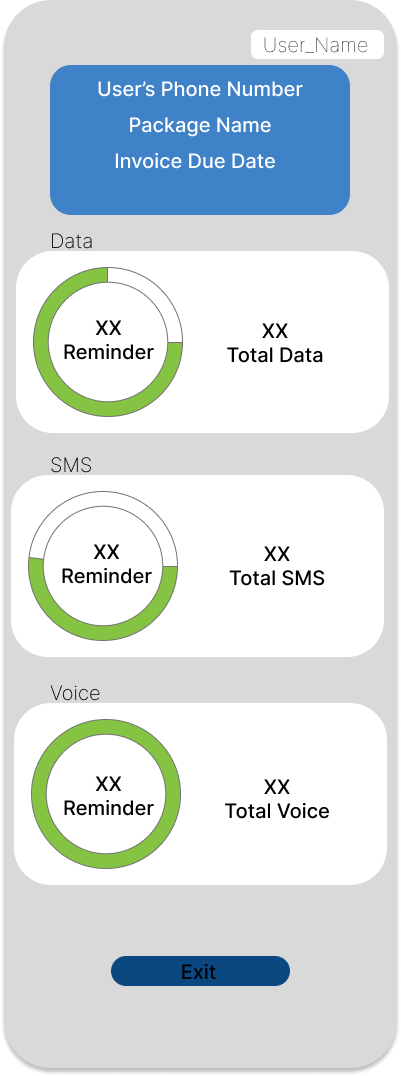 User_Name
User’s Phone Number
Package Name
Invoice Due Date
Data
XX
Reminder
XX
Total Data
SMS
XX
Reminder
XX
Total SMS
Voice
XX
Reminder
XX
Total Voice
Exit